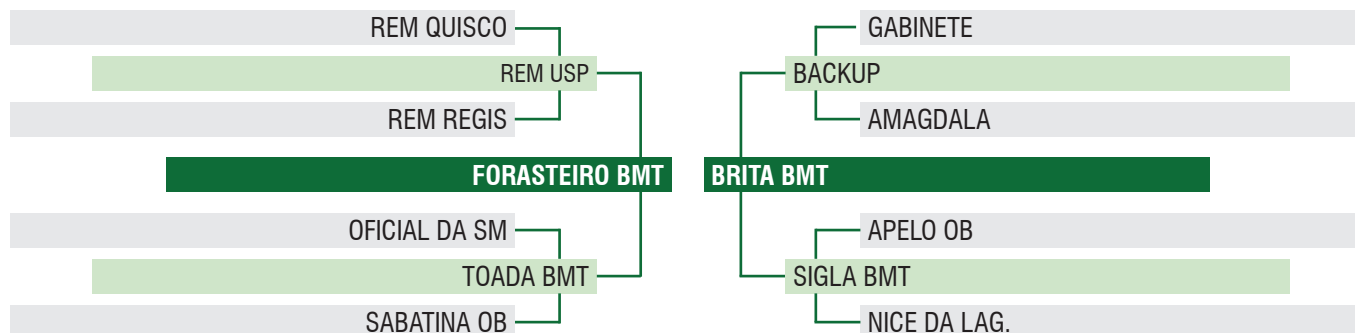 REM QUISCO
GABINETE
REM USP
BACKUP
REM REGIS
AMAGDALA
FORASTEIRO BMT
BRITA BMT
OFICIAL DA SM
APELO OB
TOADA BMT
SIGLA BMT
SABATINA OB
NICE DA LAG.